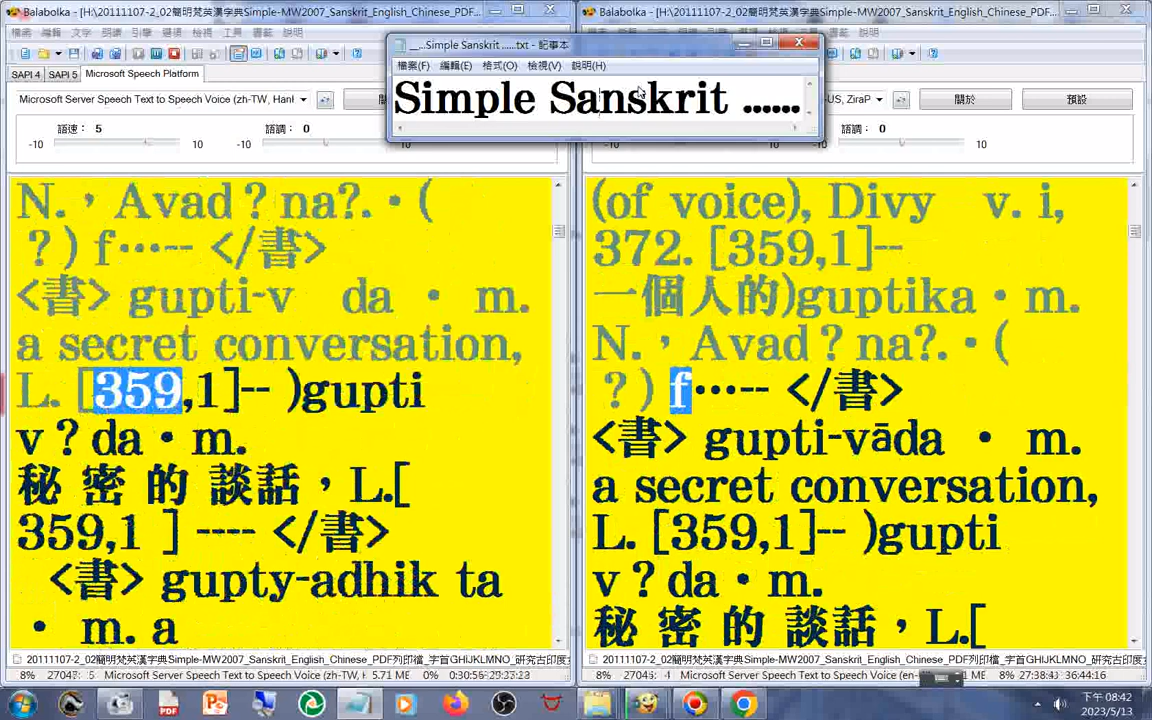 Balabolka - [H:\20111107-2_02簡明梵英漢字典Simple-MW2007_Sanskrit_English_Chinese_PDF
Balabolka - [H:\20111107-2_02簡明梵英漢字典Simple-MW2007_Sanskrit_English_Chinese_PDF
__...Simple Sanskrit ......txt - 記事本
檔案(F) 編輯(E) 格式(O) 檢視(V) 說明(H)
Simple Sanskrit ......
SAPI 4 SAPI 5 Microsoft Speech Platform
Microsoft Server Speech Text to Speech Voice (zh-TW, HanH
-US, ZiraP
關於
預設
語速： 5
語調： 0
語調： 0
-10 10 -10
-10 10
N.，Avad？na?.・(
？) f…-- </書>
<書> gupti-v da ・ m.
a secret conversation,
L. [359,1]-- )gupti
v？da・m.
秘 密 的 談話，L.[
359,1 ] ---- </書>
<書> gupty-adhik ta
・ m. a
(of voice), Divy v. i,
372. [359,1]--
一個人的)guptika・m.
N.，Avad？na?.・(
？) f…-- </書>
<書> gupti-vāda ・ m.
a secret conversation,
L. [359,1]-- )gupti
v？da・m.
秘 密 的 談話，L.[
20111107-2_02簡明梵英漢字典Simple-MW2007_Sanskrit_English_Chinese_PDF列印檔_字首GHIJKLMNO_研究古印度
20111107-2_02簡明梵英漢字典Simple-MW2007_Sanskrit_English_Chinese_PDF列印檔_字首GHIJKLMNO_研究古印度
Microsoft Server Speech Text to Speech Voice (zh-TW, H 5.71 ME 0%
8% Microsoft Server Speech Text to Speech Voice (en- 8% 27:38:41 36:44:16
下午 08:42
2023/5/13